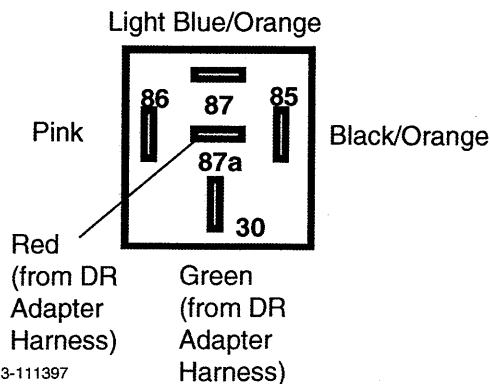 Light Blue/Orange
86
87
85
Pink
Black/Orange
87a
30
Red
(from DR
Adapter
Harness)
Green
(from DR
Adapter
Harness)
3-111397